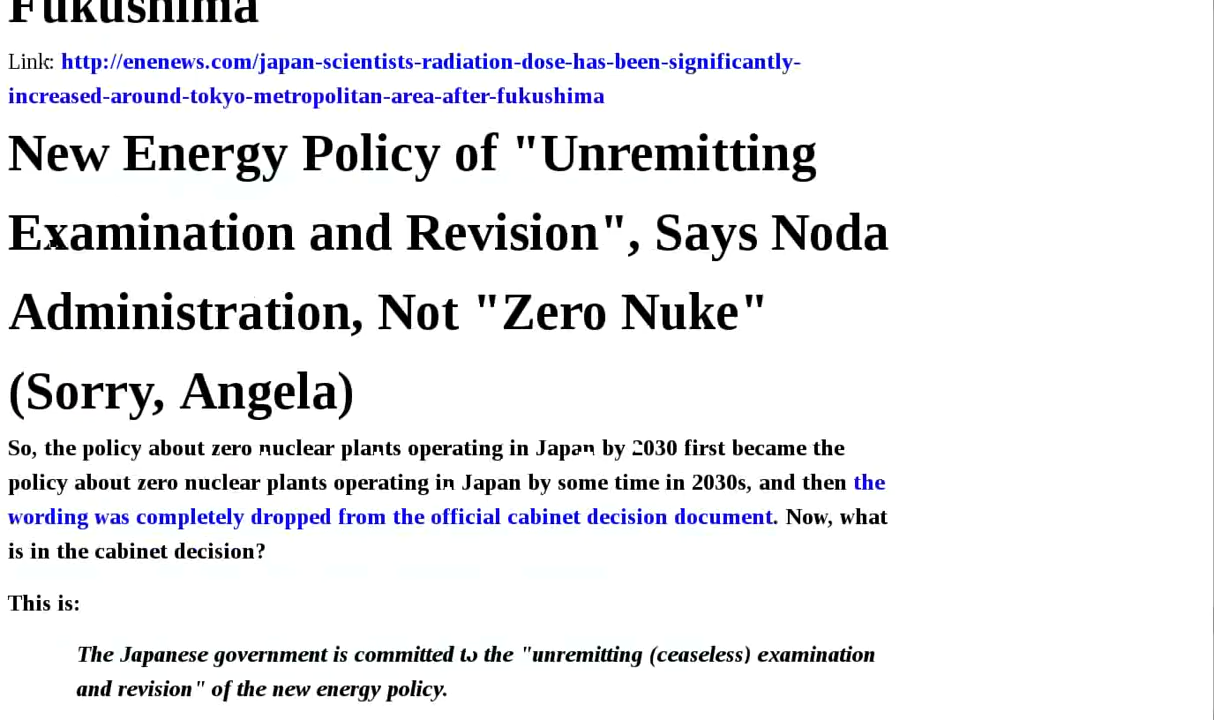 Fukushima
Link: http://enenews.com/japan-scientists-radiation-dose-has-been-significantly-
increased-around-tokyo-metropolitan-area-after-fukushima
New Energy Policy of "Unremitting
Examination and Revision", Says Noda
Administration, Not "Zero Nuke"
(Sorry, Angela)
So, the policy about zero nuclear plants operating in Japan by 2030 first became the
policy about zero nuclear plants operating in Japan by some time in 2030s, and then the
wording was completely dropped from the official cabinet decision document. Now, what
is in the cabinet decision?
This is:
The Japanese government is committed to the "unremitting (ceaseless) examination
and revision" of the new energy policy.